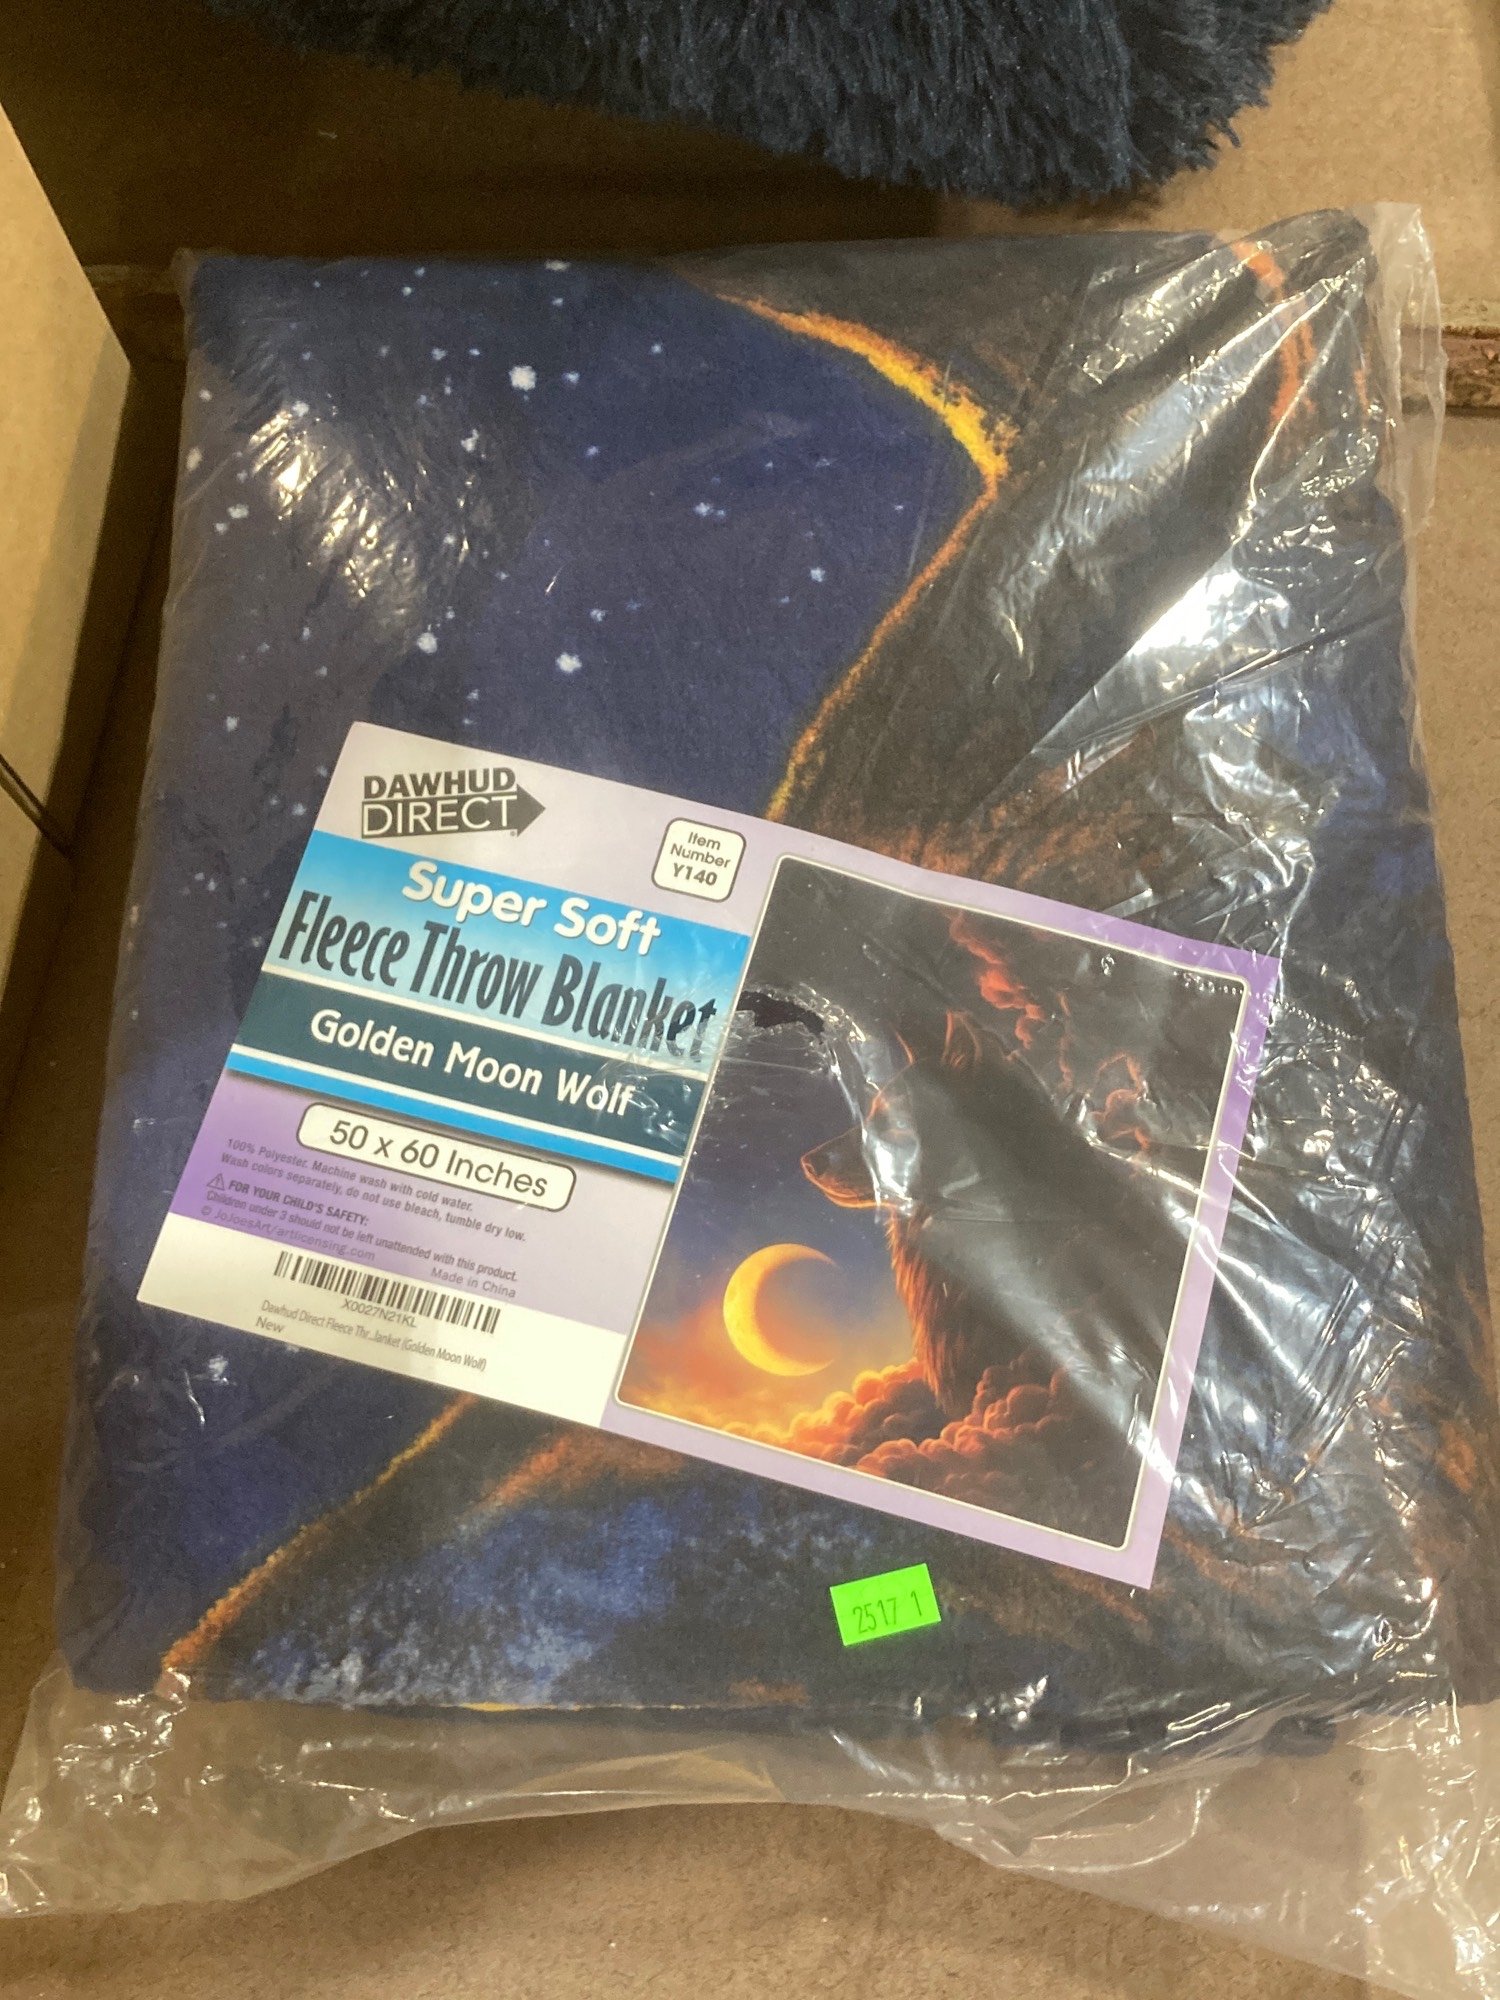 DAWHUD
DIRECT®
Item
Number
Y140
Super Soft
Fleece Throw Blanket
Golden Moon Wolf
50 x 60 Inches
100% Polyester. Machine wash with cold water.
Wash colors separately, do not use bleach, tumble dry low.
⚠ FOR YOUR CHILD'S SAFETY:
Children under 3 should not be left unattended with this product.
© JoJoesArt/artlicensing.com
Made in China
X0027N21KL
Dawhud Direct Fleece Thr...lanket (Golden Moon Wolf)
New
2517 1